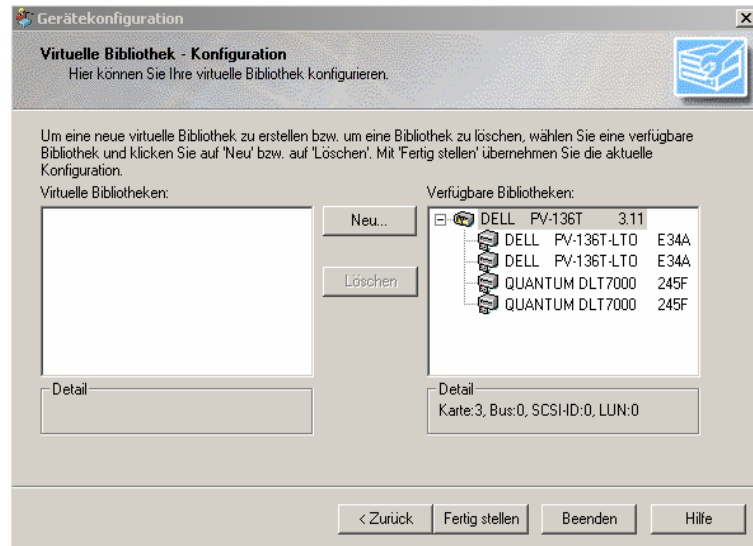 Gerätekonfiguration
Virtuelle Bibliothek - Konfiguration
Hier können Sie Ihre virtuelle Bibliothek konfigurieren.
Um eine neue virtuelle Bibliothek zu erstellen bzw. um eine Bibliothek zu löschen, wählen Sie eine verfügbare
Bibliothek und klicken Sie auf 'Neu' bzw. auf 'Löschen'. Mit 'Fertig stellen' übernehmen Sie die aktuelle
Konfiguration.
Virtuelle Bibliotheken:
Neu...
Löschen
Detail
Verfügbare Bibliotheken:
DELL PV-136T 3.11
DELL PV-136T-LTO E34A
DELL PV-136T-LTO E34A
QUANTUM DLT7000 245F
QUANTUM DLT7000 245F
Detail
Karte:3, Bus:0, SCSI-ID:0, LUN:0
< Zurück
Fertig stellen
Beenden
Hilfe